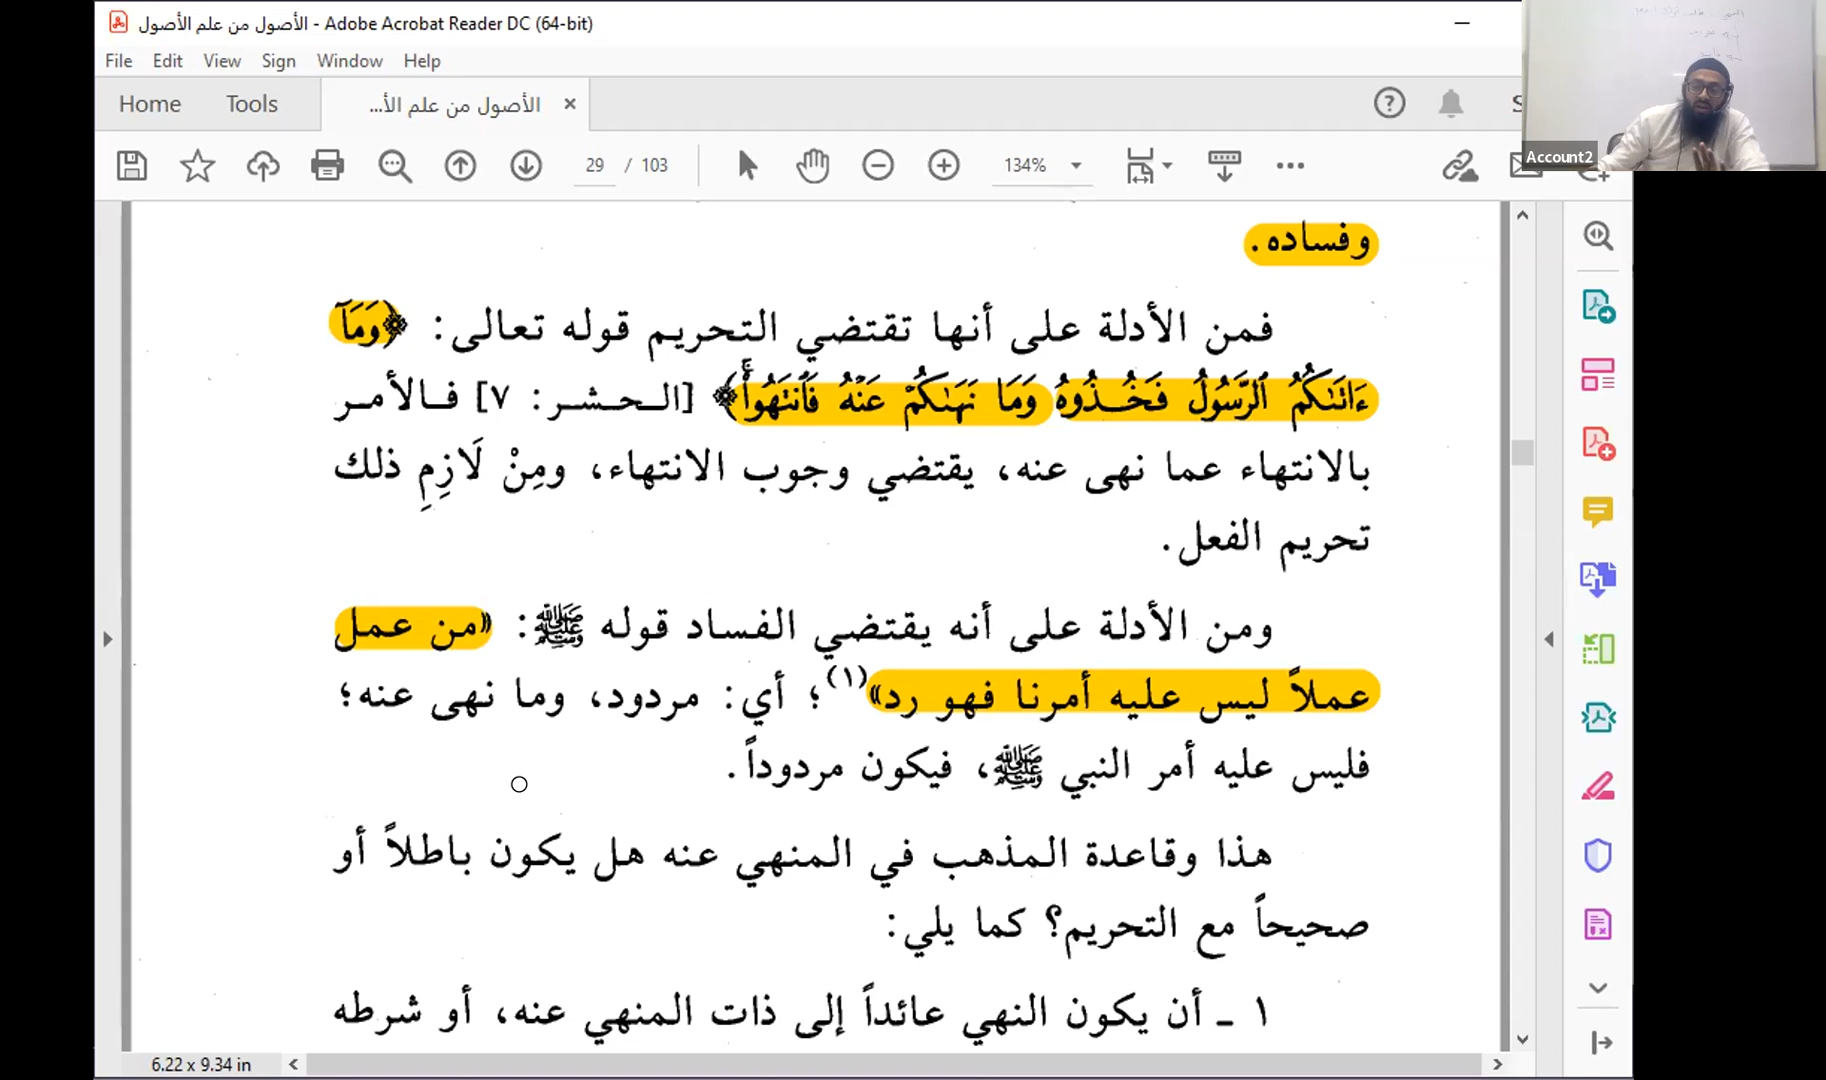 الأصول من علم الأصول - Adobe Acrobat Reader DC (64-bit)
File Edit View Sign Window Help
Home Tools الأصول من علم الأ... ×
29 / 103 134%
Account2
وفساده.
فمن الأدلة على أنها تقتضي التحريم قوله تعالى: ﴿وَمَآ
ءَاتَىٰكُمُ ٱلرَّسُولُ فَخُـذُوهُ وَمَا نَهَىٰكُمْ عَنْهُ فَٱنتَهُواْۚ﴾ [الـحـشـر: ٧] فـالأمـر
بالانتهاء عما نهى عنه، يقتضي وجوب الانتهاء، ومِنْ لَازِمِ ذلك
تحريم الفعل.
ومن الأدلة على أنه يقتضي الفساد قوله ﷺ: «من عمل
عملاً ليس عليه أمرنا فهو رد»(١)؛ أي: مردود، وما نهى عنه؛
فليس عليه أمر النبي ﷺ، فيكون مردوداً.
هذا وقاعدة المذهب في المنهي عنه هل يكون باطلاً أو
صحيحاً مع التحريم؟ كما يلي:
١ ـ أن يكون النهي عائداً إلى ذات المنهي عنه، أو شرطه
6.22 x 9.34 in